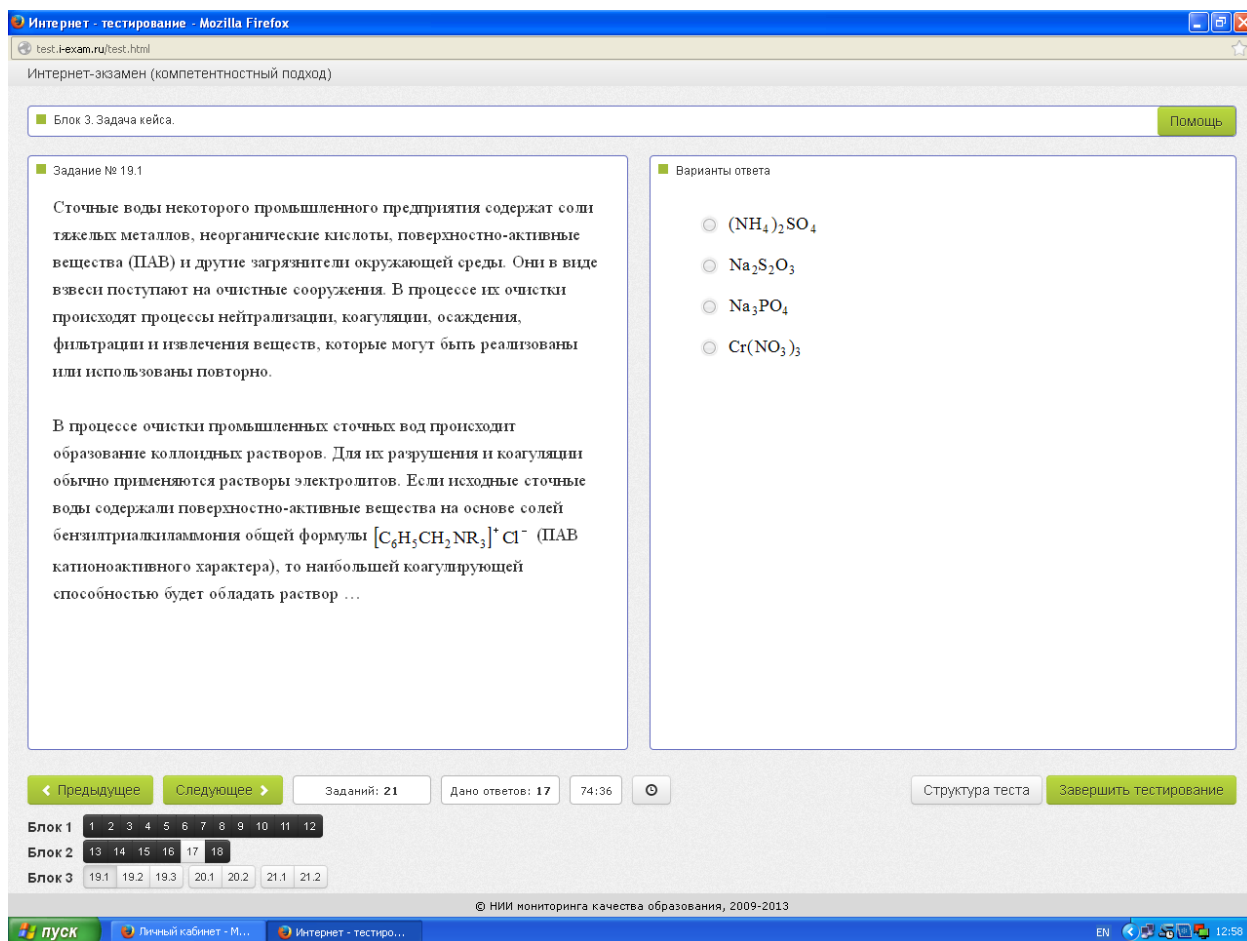 Интернет - тестирование - Mozilla Firefox
test.i-exam.ru/test.html
Интернет-экзамен (компетентностный подход)
Блок 3. Задача кейса.
Помощь
Задание № 19.1
Сточные воды некоторого промышленного предприятия содержат соли
тяжелых металлов, неорганические кислоты, поверхностно-активные
вещества (ПАВ) и другие загрязнители окружающей среды. Они в виде
взвеси поступают на очистные сооружения. В процессе их очистки
происходят процессы нейтрализации, коагуляции, осаждения,
фильтрации и извлечения веществ, которые могут быть реализованы
или использованы повторно.
В процессе очистки промышленных сточных вод происходит
образование коллоидных растворов. Для их разрушения и коагуляции
обычно применяются растворы электролитов. Если исходные сточные
воды содержали поверхностно-активные вещества на основе солей
бензилтриалкиламмония общей формулы [C₆H₅CH₂NR₃]⁺Cl⁻ (ПАВ
катионоактивного характера), то наибольшей коагулирующей
способностью будет обладать раствор …
Варианты ответа
(NH₄)₂SO₄
Na₂S₂O₃
Na₃PO₄
Cr(NO₃)₃
Предыдущее
Следующее
Заданий: 21
Дано ответов: 17
74:36
Структура теста
Завершить тестирование
Блок 1 1 2 3 4 5 6 7 8 9 10 11 12
Блок 2 13 14 15 16 17 18
Блок 3 19.1 19.2 19.3 20.1 20.2 21.1 21.2
© НИИ мониторинга качества образования, 2009-2013
пуск
Личный кабинет - M...
Интернет - тестиро...
EN
12:58